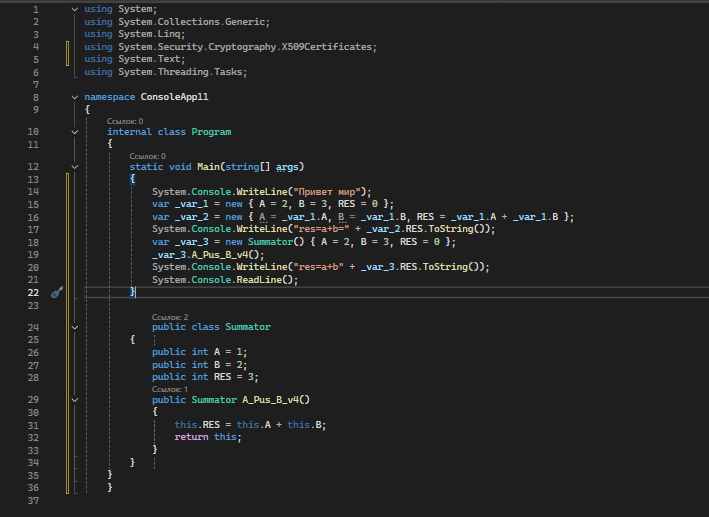 1 using System;
2 using System.Collections.Generic;
3 using System.Linq;
4 using System.Security.Cryptography.X509Certificates;
5 using System.Text;
6 using System.Threading.Tasks;
7
8 namespace ConsoleApp11
9 {
Ссылок: 0
10 internal class Program
11 {
Ссылок: 0
12 static void Main(string[] args)
13 {
14 System.Console.WriteLine("Привет мир");
15 var _var_1 = new { A = 2, B = 3, RES = 0 };
16 var _var_2 = new { A = _var_1.A, B = _var_1.B, RES = _var_1.A + _var_1.B };
17 System.Console.WriteLine("res=a+b=" + _var_2.RES.ToString());
18 var _var_3 = new Summator() { A = 2, B = 3, RES = 0 };
19 _var_3.A_Pus_B_v4();
20 System.Console.WriteLine("res=a+b" + _var_3.RES.ToString());
21 System.Console.ReadLine();
22 }
23
Ссылок: 2
24 public class Summator
25 {
26 public int A = 1;
27 public int B = 2;
28 public int RES = 3;
Ссылок: 1
29 public Summator A_Pus_B_v4()
30 {
31 this.RES = this.A + this.B;
32 return this;
33 }
34 }
35 }
36 }
37